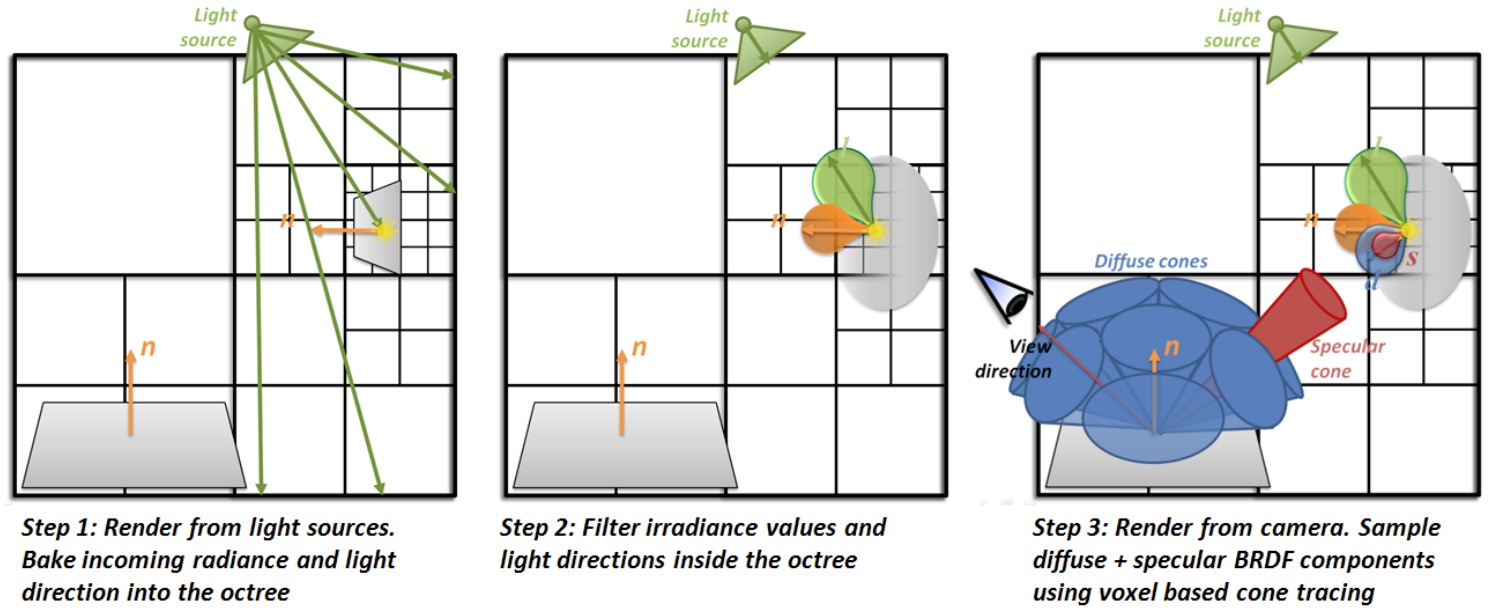 Light
source
n
n
Step 1: Render from light sources.
Bake incoming radiance and light
direction into the octree
Light
source
l
n
n
Step 2: Filter irradiance values and
light directions inside the octree
Light
source
l
n
s
d
Diffuse cones
View
direction
n
Specular
cone
Step 3: Render from camera. Sample
diffuse + specular BRDF components
using voxel based cone tracing